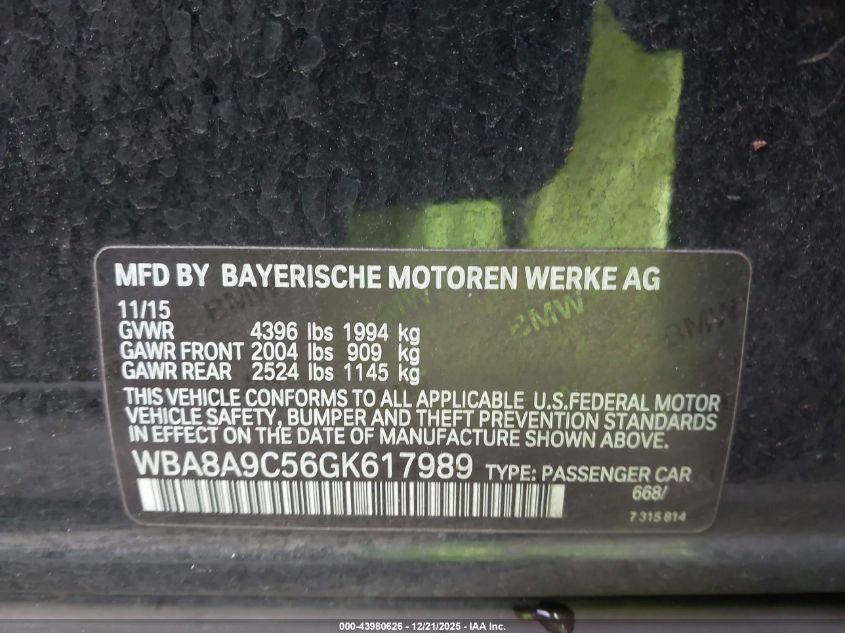 MFD BY BAYERISCHE MOTOREN WERKE AG
11/15
GVWR 4396 lbs 1994 kg
GAWR FRONT 2004 lbs 909 kg
GAWR REAR 2524 lbs 1145 kg
THIS VEHICLE CONFORMS TO ALL APPLICABLE U.S.FEDERAL MOTOR
VEHICLE SAFETY, BUMPER AND THEFT PREVENTION STANDARDS
IN EFFECT ON THE DATE OF MANUFACTURE SHOWN ABOVE.
WBA8A9C56GK617989 TYPE: PASSENGER CAR
668/
7 315 814
BMW
BMW
BMW
000-43980626 - 12/21/2025 - IAA Inc.